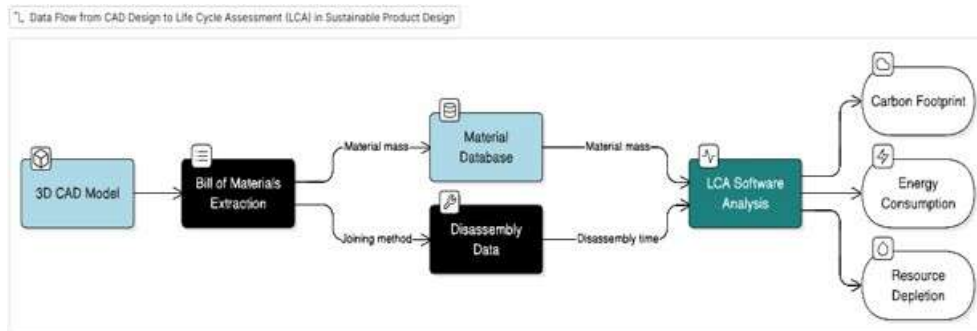 Data Flow from CAD Design to Life Cycle Assessment (LCA) in Sustainable Product Design
3D CAD Model
Bill of Materials
Extraction
Material mass
Joining method
Material
Database
Disassembly
Data
Material mass
Disassembly time
LCA Software
Analysis
Carbon Footprint
Energy
Consumption
Resource
Depletion